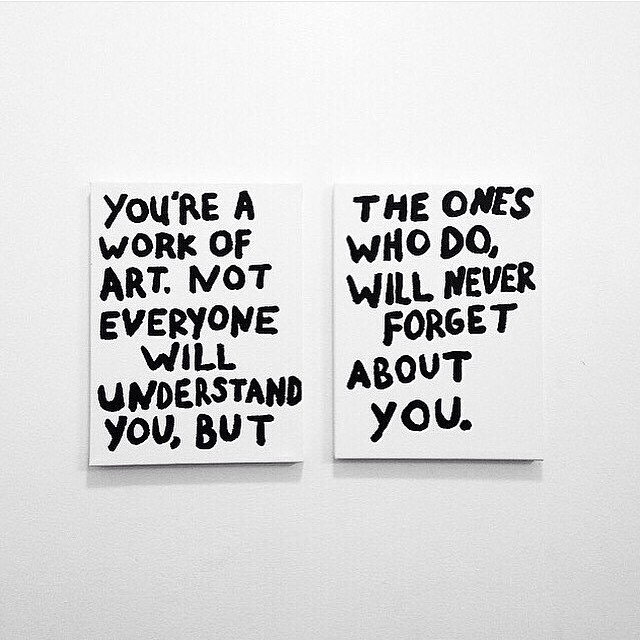 YOU'RE A
WORK OF
ART. NOT
EVERYONE
WILL
UNDERSTAND
YOU, BUT
THE ONES
WHO DO,
WILL NEVER
FORGET
ABOUT
YOU.